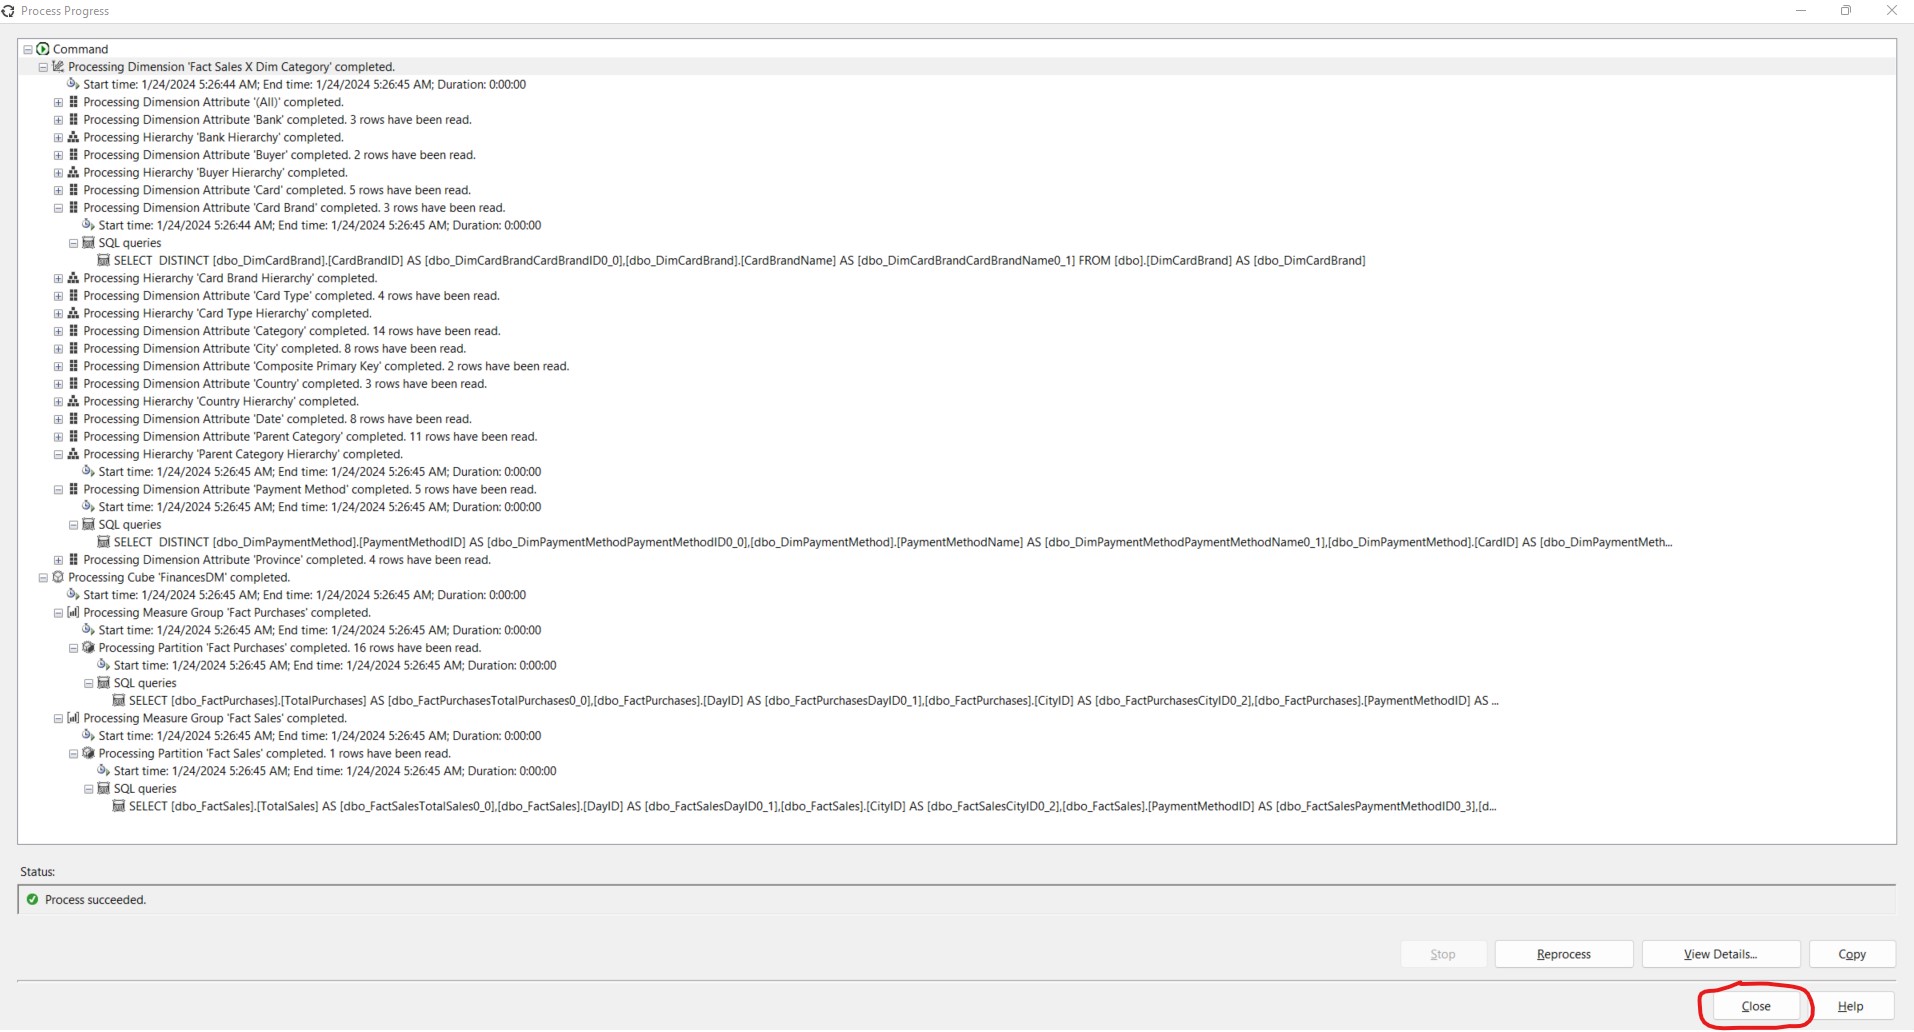 Process Progress
Command
Processing Dimension 'Fact Sales X Dim Category' completed.
Start time: 1/24/2024 5:26:44 AM; End time: 1/24/2024 5:26:45 AM; Duration: 0:00:00
Processing Dimension Attribute '(All)' completed.
Processing Dimension Attribute 'Bank' completed. 3 rows have been read.
Processing Hierarchy 'Bank Hierarchy' completed.
Processing Dimension Attribute 'Buyer' completed. 2 rows have been read.
Processing Hierarchy 'Buyer Hierarchy' completed.
Processing Dimension Attribute 'Card' completed. 5 rows have been read.
Processing Dimension Attribute 'Card Brand' completed. 3 rows have been read.
Start time: 1/24/2024 5:26:44 AM; End time: 1/24/2024 5:26:45 AM; Duration: 0:00:00
SQL queries
SELECT  DISTINCT [dbo_DimCardBrand].[CardBrandID] AS [dbo_DimCardBrandCardBrandID0_0],[dbo_DimCardBrand].[CardBrandName] AS [dbo_DimCardBrandCardBrandName0_1] FROM [dbo].[DimCardBrand] AS [dbo_DimCardBrand]
Processing Hierarchy 'Card Brand Hierarchy' completed.
Processing Dimension Attribute 'Card Type' completed. 4 rows have been read.
Processing Hierarchy 'Card Type Hierarchy' completed.
Processing Dimension Attribute 'Category' completed. 14 rows have been read.
Processing Dimension Attribute 'City' completed. 8 rows have been read.
Processing Dimension Attribute 'Composite Primary Key' completed. 2 rows have been read.
Processing Dimension Attribute 'Country' completed. 3 rows have been read.
Processing Hierarchy 'Country Hierarchy' completed.
Processing Dimension Attribute 'Date' completed. 8 rows have been read.
Processing Dimension Attribute 'Parent Category' completed. 11 rows have been read.
Processing Hierarchy 'Parent Category Hierarchy' completed.
Start time: 1/24/2024 5:26:45 AM; End time: 1/24/2024 5:26:45 AM; Duration: 0:00:00
Processing Dimension Attribute 'Payment Method' completed. 5 rows have been read.
Start time: 1/24/2024 5:26:45 AM; End time: 1/24/2024 5:26:45 AM; Duration: 0:00:00
SQL queries
SELECT  DISTINCT [dbo_DimPaymentMethod].[PaymentMethodID] AS [dbo_DimPaymentMethodPaymentMethodID0_0],[dbo_DimPaymentMethod].[PaymentMethodName] AS [dbo_DimPaymentMethodPaymentMethodName0_1],[dbo_DimPaymentMethod].[CardID] AS [dbo_DimPaymentMeth...
Processing Dimension Attribute 'Province' completed. 4 rows have been read.
Processing Cube 'FinancesDM' completed.
Start time: 1/24/2024 5:26:45 AM; End time: 1/24/2024 5:26:45 AM; Duration: 0:00:00
Processing Measure Group 'Fact Purchases' completed.
Start time: 1/24/2024 5:26:45 AM; End time: 1/24/2024 5:26:45 AM; Duration: 0:00:00
Processing Partition 'Fact Purchases' completed. 16 rows have been read.
Start time: 1/24/2024 5:26:45 AM; End time: 1/24/2024 5:26:45 AM; Duration: 0:00:00
SQL queries
SELECT [dbo_FactPurchases].[TotalPurchases] AS [dbo_FactPurchasesTotalPurchases0_0],[dbo_FactPurchases].[DayID] AS [dbo_FactPurchasesDayID0_1],[dbo_FactPurchases].[CityID] AS [dbo_FactPurchasesCityID0_2],[dbo_FactPurchases].[PaymentMethodID] AS ...
Processing Measure Group 'Fact Sales' completed.
Start time: 1/24/2024 5:26:45 AM; End time: 1/24/2024 5:26:45 AM; Duration: 0:00:00
Processing Partition 'Fact Sales' completed. 1 rows have been read.
Start time: 1/24/2024 5:26:45 AM; End time: 1/24/2024 5:26:45 AM; Duration: 0:00:00
SQL queries
SELECT [dbo_FactSales].[TotalSales] AS [dbo_FactSalesTotalSales0_0],[dbo_FactSales].[DayID] AS [dbo_FactSalesDayID0_1],[dbo_FactSales].[CityID] AS [dbo_FactSalesCityID0_2],[dbo_FactSales].[PaymentMethodID] AS [dbo_FactSalesPaymentMethodID0_3],[d...
Status:
Process succeeded.
Stop Reprocess View Details... Copy
Close Help